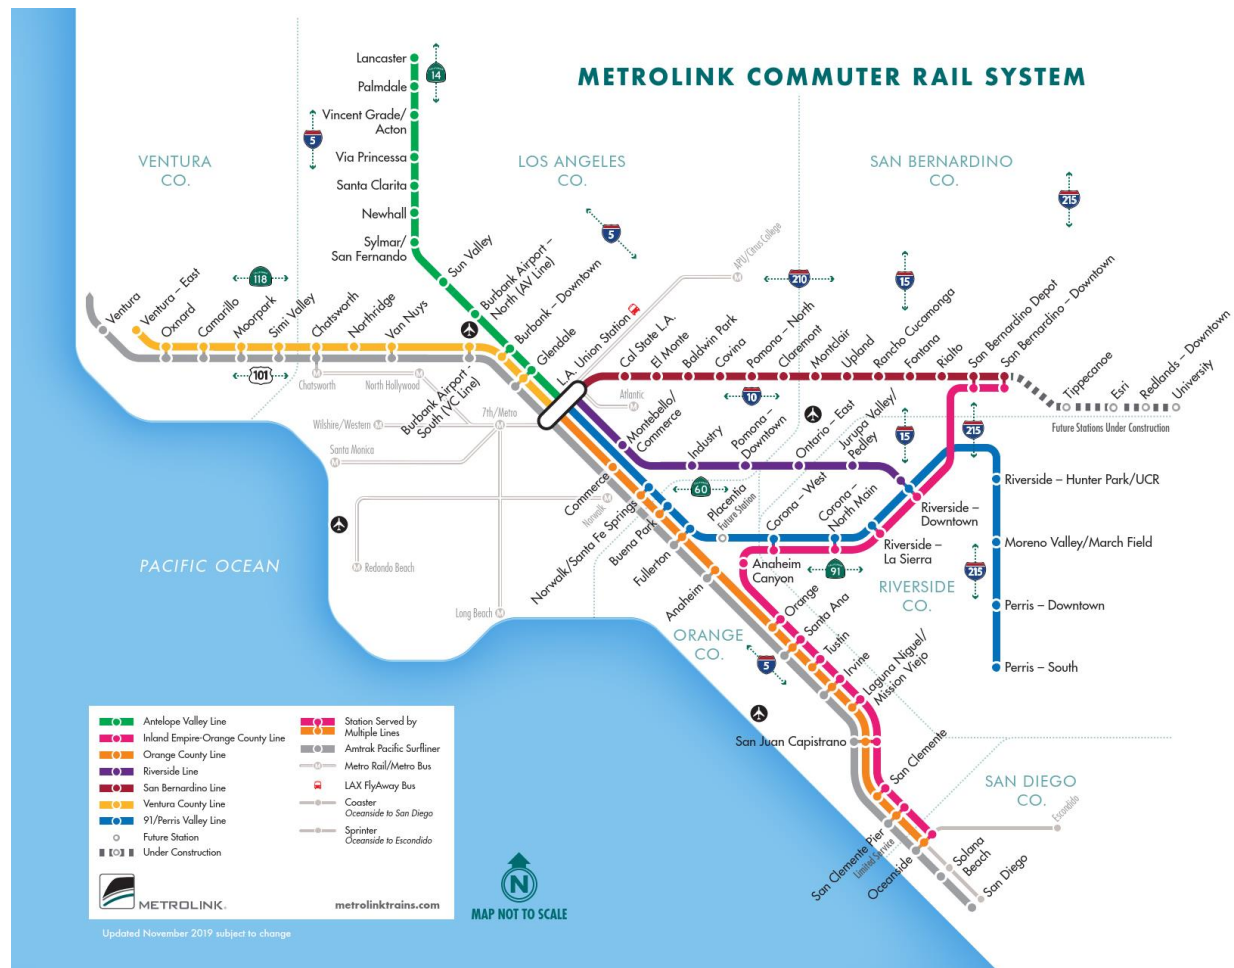 METROLINK COMMUTER RAIL SYSTEM
VENTURA
CO.
LOS ANGELES
CO.
SAN BERNARDINO
CO.
Lancaster
Palmdale
Vincent Grade/
Acton
Via Princessa
Santa Clarita
Newhall
Sylmar/
San Fernando
14
5
5
215
118
210
15
APU/Citrus College
Sun Valley
Burbank Airport –
North (AV Line)
Burbank – Downtown
Glendale
L.A. Union Station
Ventura
Ventura – East
Oxnard
Camarillo
Moorpark
Simi Valley
Chatsworth
Northridge
Van Nuys
Burbank Airport -
South (VC Line)
101
Chatsworth
North Hollywood
Wilshire/Western
7th/Metro
Santa Monica
Atlantic
Cal State L.A.
El Monte
Baldwin Park
Covina
Pomona – North
Claremont
Montclair
Upland
Rancho Cucamonga
Fontana
Rialto
San Bernardino Depot
San Bernardino – Downtown
Tippecanoe
Esri
Redlands – Downtown
University
Future Stations Under Construction
10
15
215
Montebello/
Commerce
Industry
Pomona –
Downtown
Ontario – East
Jurupa Valley/
Pedley
60
Riverside –
Downtown
Riverside – Hunter Park/UCR
Moreno Valley/March Field
Perris – Downtown
Perris – South
215
Commerce
Norwalk
Norwalk/Santa Fe Springs
Buena Park
Fullerton
Placentia
Future Station
Corona – West
Corona –
North Main
Riverside –
La Sierra
91
RIVERSIDE
CO.
Anaheim
Canyon
Anaheim
Orange
Santa Ana
Tustin
Irvine
Laguna Niguel/
Mission Viejo
Redondo Beach
Long Beach
PACIFIC OCEAN
ORANGE
CO.
5
San Juan Capistrano
San Clemente
San Clemente Pier
Limited Service
Oceanside
Solana
Beach
San Diego
Escondido
SAN DIEGO
CO.
Antelope Valley Line
Inland Empire-Orange County Line
Orange County Line
Riverside Line
San Bernardino Line
Ventura County Line
91/Perris Valley Line
Future Station
Under Construction
Station Served by
Multiple Lines
Amtrak Pacific Surfliner
Metro Rail/Metro Bus
LAX FlyAway Bus
Coaster
Oceanside to San Diego
Sprinter
Oceanside to Escondido
METROLINK.
metrolinktrains.com
Updated November 2019 subject to change
N
MAP NOT TO SCALE